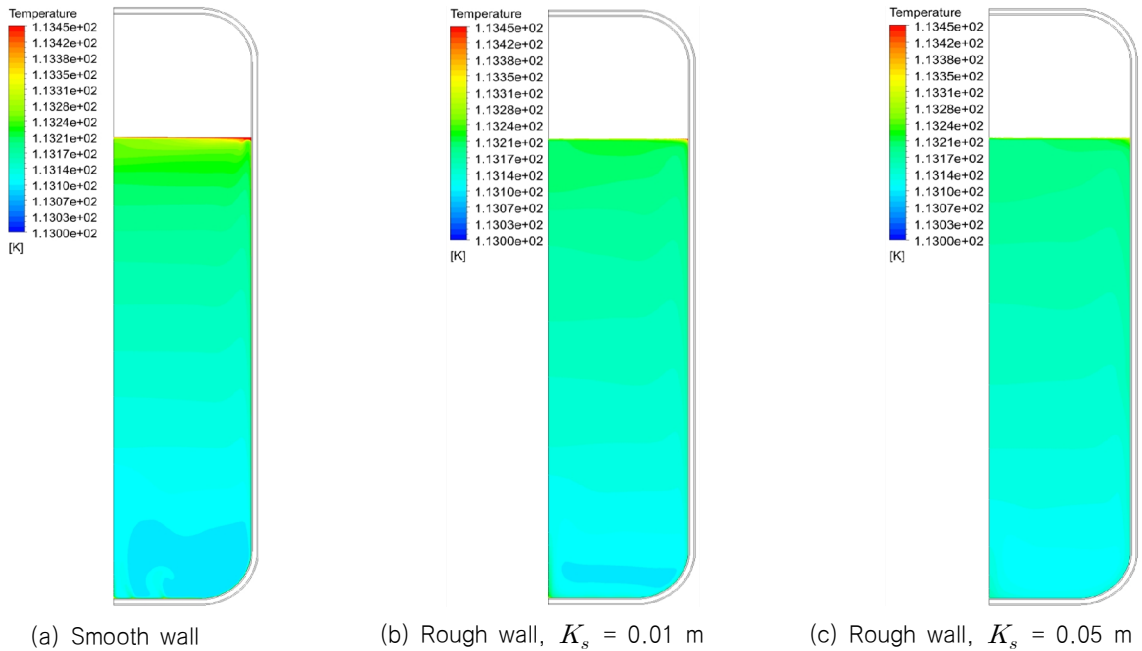 Temperature
1.1345e+02
1.1342e+02
1.1338e+02
1.1335e+02
1.1331e+02
1.1328e+02
1.1324e+02
1.1321e+02
1.1317e+02
1.1314e+02
1.1310e+02
1.1307e+02
1.1303e+02
1.1300e+02
[K]
(a) Smooth wall
Temperature
1.1345e+02
1.1342e+02
1.1338e+02
1.1335e+02
1.1331e+02
1.1328e+02
1.1324e+02
1.1321e+02
1.1317e+02
1.1314e+02
1.1310e+02
1.1307e+02
1.1303e+02
1.1300e+02
[K]
(b) Rough wall, K_s = 0.01 m
Temperature
1.1345e+02
1.1342e+02
1.1338e+02
1.1335e+02
1.1331e+02
1.1328e+02
1.1324e+02
1.1321e+02
1.1317e+02
1.1314e+02
1.1310e+02
1.1307e+02
1.1303e+02
1.1300e+02
[K]
(c) Rough wall, K_s = 0.05 m